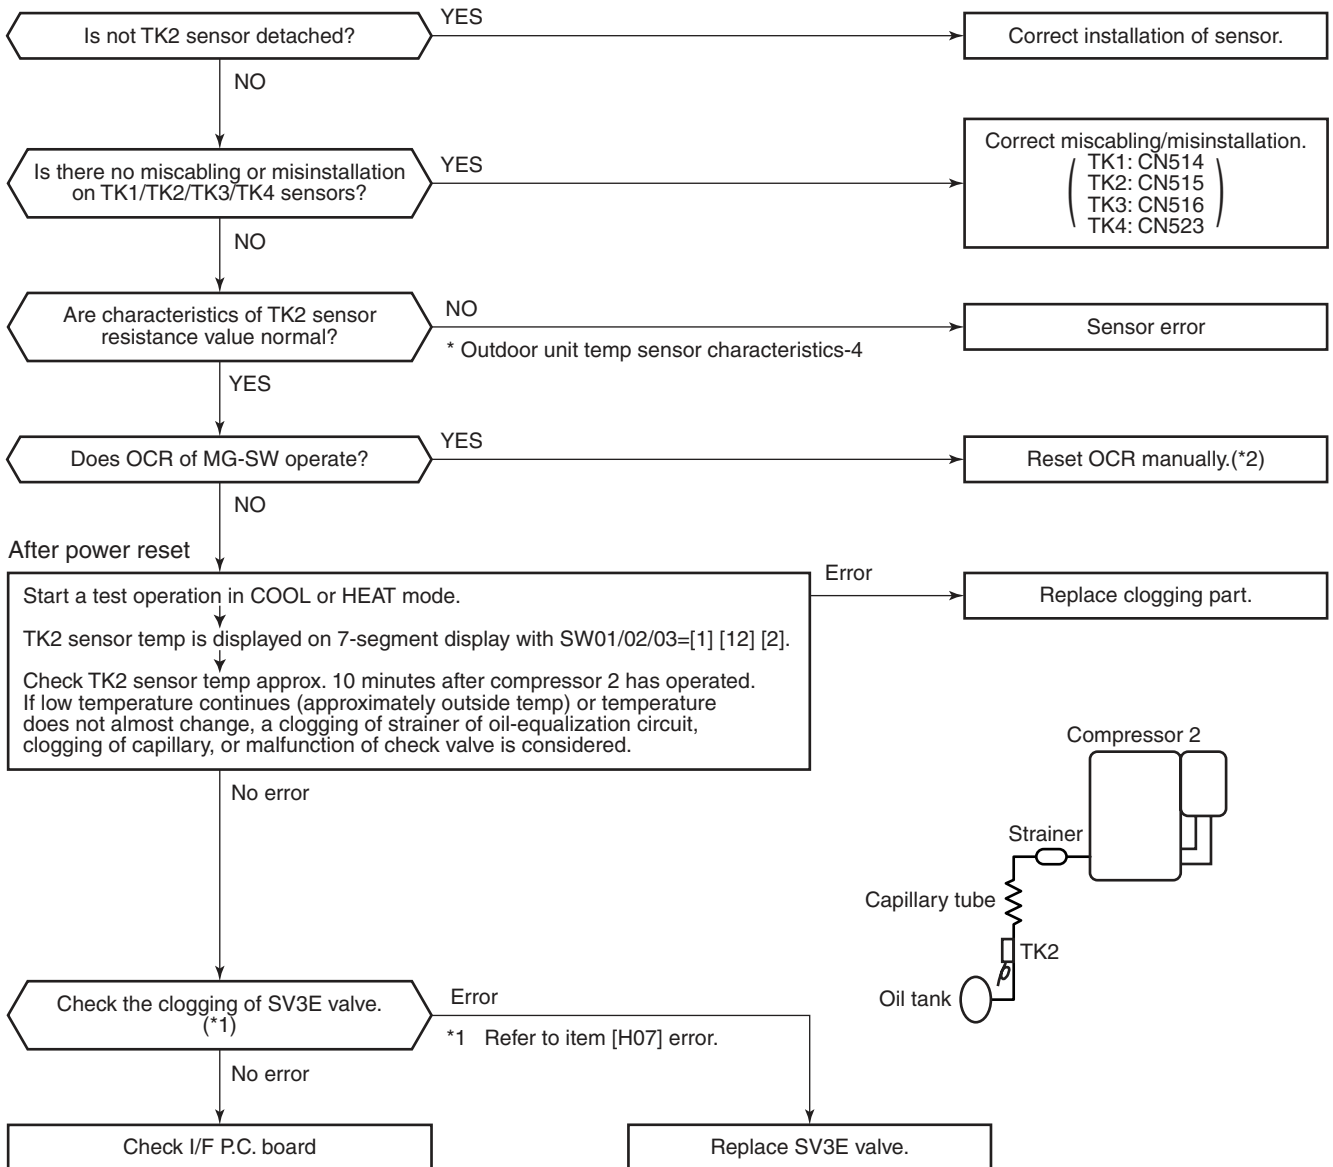 Is not TK2 sensor detached?
YES
Correct installation of sensor.
NO
Is there no miscabling or misinstallation
on TK1/TK2/TK3/TK4 sensors?
YES
Correct miscabling/misinstallation.
TK1: CN514
TK2: CN515
TK3: CN516
TK4: CN523
NO
Are characteristics of TK2 sensor
resistance value normal?
NO
* Outdoor unit temp sensor characteristics-4
Sensor error
YES
Does OCR of MG-SW operate?
YES
Reset OCR manually.(*2)
NO
After power reset
Start a test operation in COOL or HEAT mode.
TK2 sensor temp is displayed on 7-segment display with SW01/02/03=[1] [12] [2].
Check TK2 sensor temp approx. 10 minutes after compressor 2 has operated.
If low temperature continues (approximately outside temp) or temperature
does not almost change, a clogging of strainer of oil-equalization circuit,
clogging of capillary, or malfunction of check valve is considered.
Error
Replace clogging part.
No error
Compressor 2
Strainer
Capillary tube
TK2
Oil tank
Check the clogging of SV3E valve.
(*1)
Error
*1 Refer to item [H07] error.
No error
Check I/F P.C. board
Replace SV3E valve.